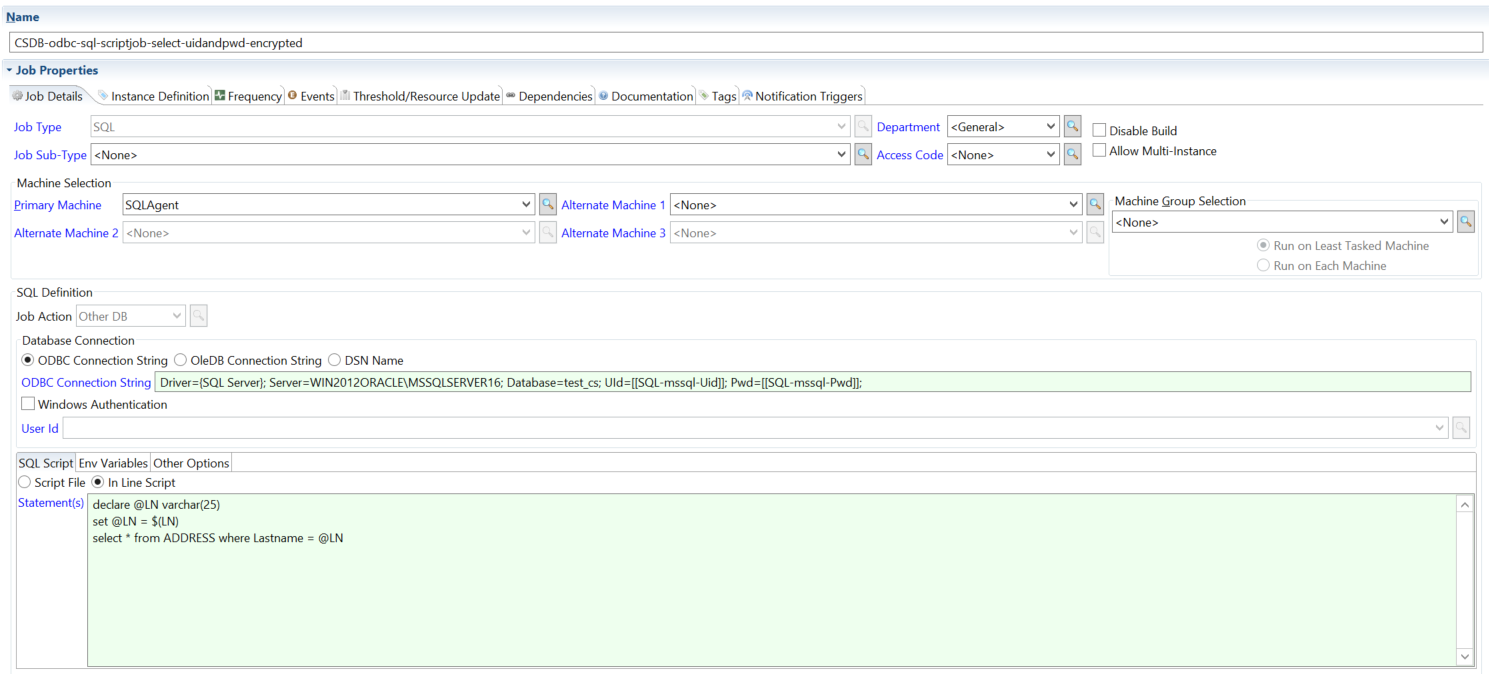 Name
CSDB-odbc-sql-scriptjob-select-uidandpwd-encrypted
Job Properties
Job Details Instance Definition Frequency Events Threshold/Resource Update Dependencies Documentation Tags Notification Triggers
Job Type SQL Department <General> Disable Build
Job Sub-Type <None> Access Code <None> Allow Multi-Instance
Machine Selection
Primary Machine SQLAgent Alternate Machine 1 <None> Machine Group Selection
<None>
Alternate Machine 2 <None> Alternate Machine 3 <None>
Run on Least Tasked Machine
Run on Each Machine
SQL Definition
Job Action Other DB
Database Connection
ODBC Connection String OleDB Connection String DSN Name
ODBC Connection String Driver={SQL Server}; Server=WIN2012ORACLE\MSSQLSERVER16; Database=test_cs; UId=[[SQL-mssql-Uid]]; Pwd=[[SQL-mssql-Pwd]];
Windows Authentication
User Id
SQL Script Env Variables Other Options
Script File In Line Script
Statement(s) declare @LN varchar(25)
set @LN = $(LN)
select * from ADDRESS where Lastname = @LN